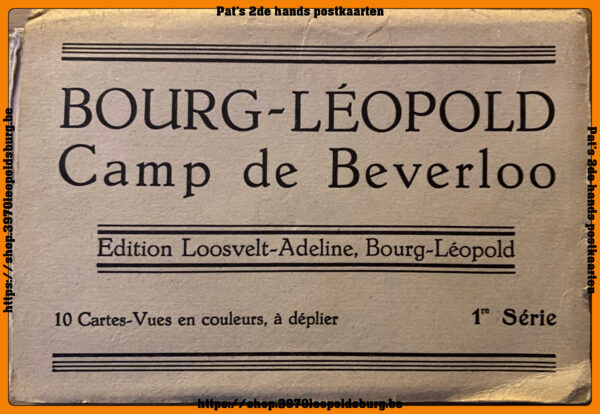 Pat's 2de hands postkaarten
https://shop.3970leopoldsburg.be
BOURG-LÉOPOLD
Camp de Beverloo
Edition Loosvelt-Adeline, Bourg-Léopold
10 Cartes-Vues en couleurs, à déplier
1re Série
Pat's 2de hands postkaarten
https://shop.3970leopoldsburg.be